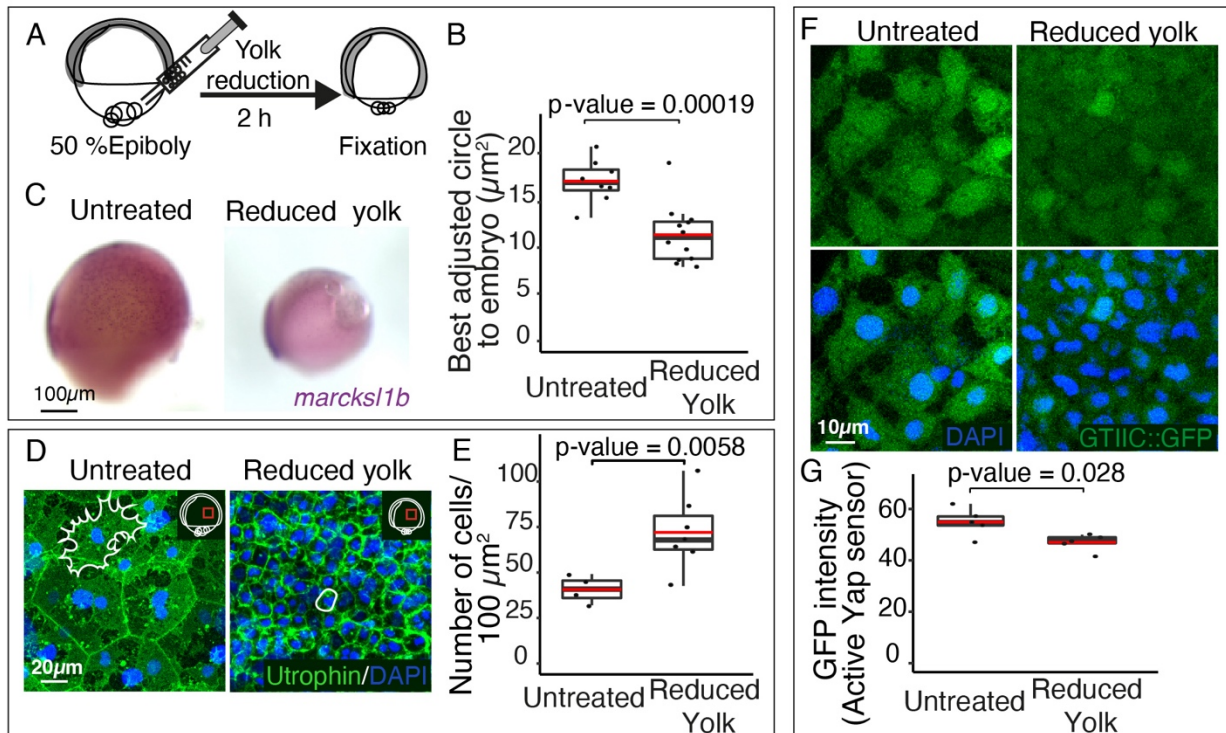 A
Yolk
reduction
2 h
50 %Epiboly
Fixation
B
p-value = 0.00019
Best adjusted circle
to embryo (µm²)
20
15
10
5
0
Untreated
Reduced
Yolk
C
Untreated
Reduced yolk
100µm
marcksl1b
D
Untreated
Reduced yolk
20µm
Utrophin/DAPI
E
p-value = 0.0058
Number of cells/
100 µm²
100
75
50
25
0
Untreated
Reduced
Yolk
F
Untreated
Reduced yolk
10µm
DAPI
GTIIC::GFP
G
p-value = 0.028
GFP intensity
(Active Yap sensor)
60
40
60
0
Untreated
Reduced
Yolk